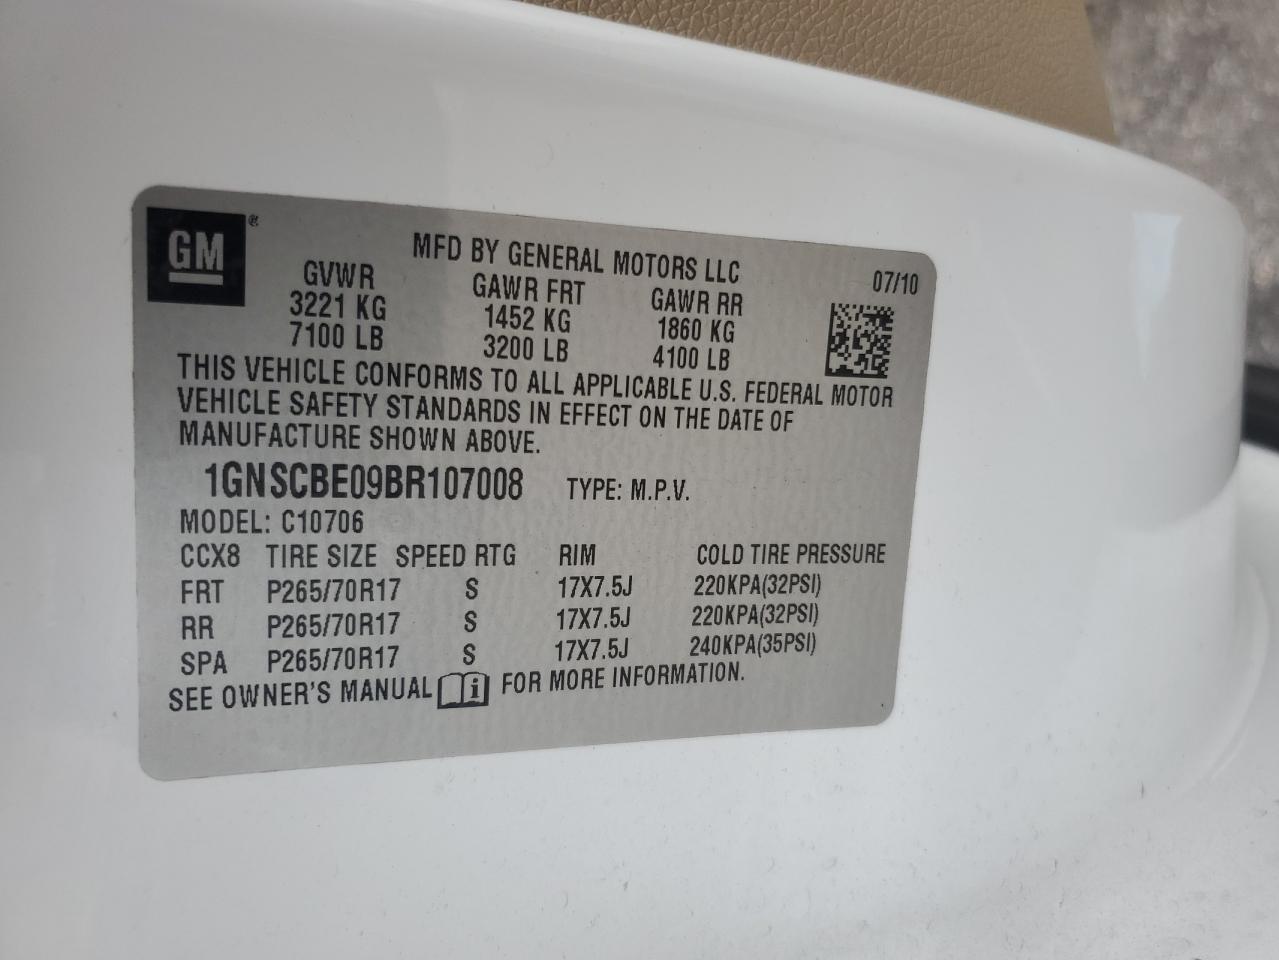 GM ®
MFD BY GENERAL MOTORS LLC 07/10
GVWR GAWR FRT GAWR RR
3221 KG 1452 KG 1860 KG
7100 LB 3200 LB 4100 LB
THIS VEHICLE CONFORMS TO ALL APPLICABLE U.S. FEDERAL MOTOR
VEHICLE SAFETY STANDARDS IN EFFECT ON THE DATE OF
MANUFACTURE SHOWN ABOVE.
1GNSCBE09BR107008 TYPE: M.P.V.
MODEL: C10706
CCX8 TIRE SIZE SPEED RTG RIM COLD TIRE PRESSURE
FRT P265/70R17 S 17X7.5J 220KPA(32PSI)
RR P265/70R17 S 17X7.5J 220KPA(32PSI)
SPA P265/70R17 S 17X7.5J 240KPA(35PSI)
SEE OWNER'S MANUAL i FOR MORE INFORMATION.